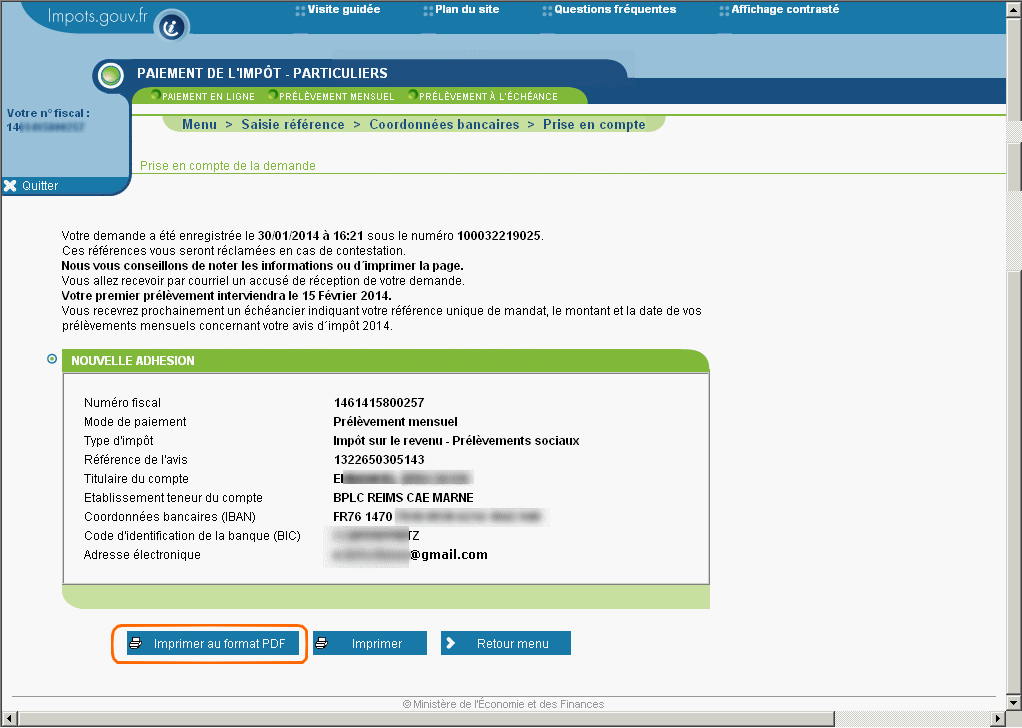 Impots.gouv.fr
Visite guidée Plan du site Questions fréquentes Affichage contrasté
PAIEMENT DE L'IMPÔT - PARTICULIERS
PAIEMENT EN LIGNE PRÉLÈVEMENT MENSUEL PRÉLÈVEMENT À L'ÉCHÉANCE
Votre n° fiscal :
14
Menu > Saisie référence > Coordonnées bancaires > Prise en compte
Prise en compte de la demande
Quitter
Votre demande a été enregistrée le 30/01/2014 à 16:21 sous le numéro 100032219025.
Ces références vous seront réclamées en cas de contestation.
Nous vous conseillons de noter les informations ou d´imprimer la page.
Vous allez recevoir par courriel un accusé de réception de votre demande.
Votre premier prélèvement interviendra le 15 Février 2014.
Vous recevrez prochainement un échéancier indiquant votre référence unique de mandat, le montant et la date de vos
prélèvements mensuels concernant votre avis d´impôt 2014.
NOUVELLE ADHESION
Numéro fiscal 1461415800257
Mode de paiement Prélèvement mensuel
Type d'impôt Impôt sur le revenu - Prélèvements sociaux
Référence de l'avis 1322650305143
Titulaire du compte
Etablissement teneur du compte BPLC REIMS CAE MARNE
Coordonnées bancaires (IBAN) FR76 1470
Code d'identification de la banque (BIC) TZ
Adresse électronique @gmail.com
Imprimer au format PDF Imprimer Retour menu
© Ministère de l'Économie et des Finances